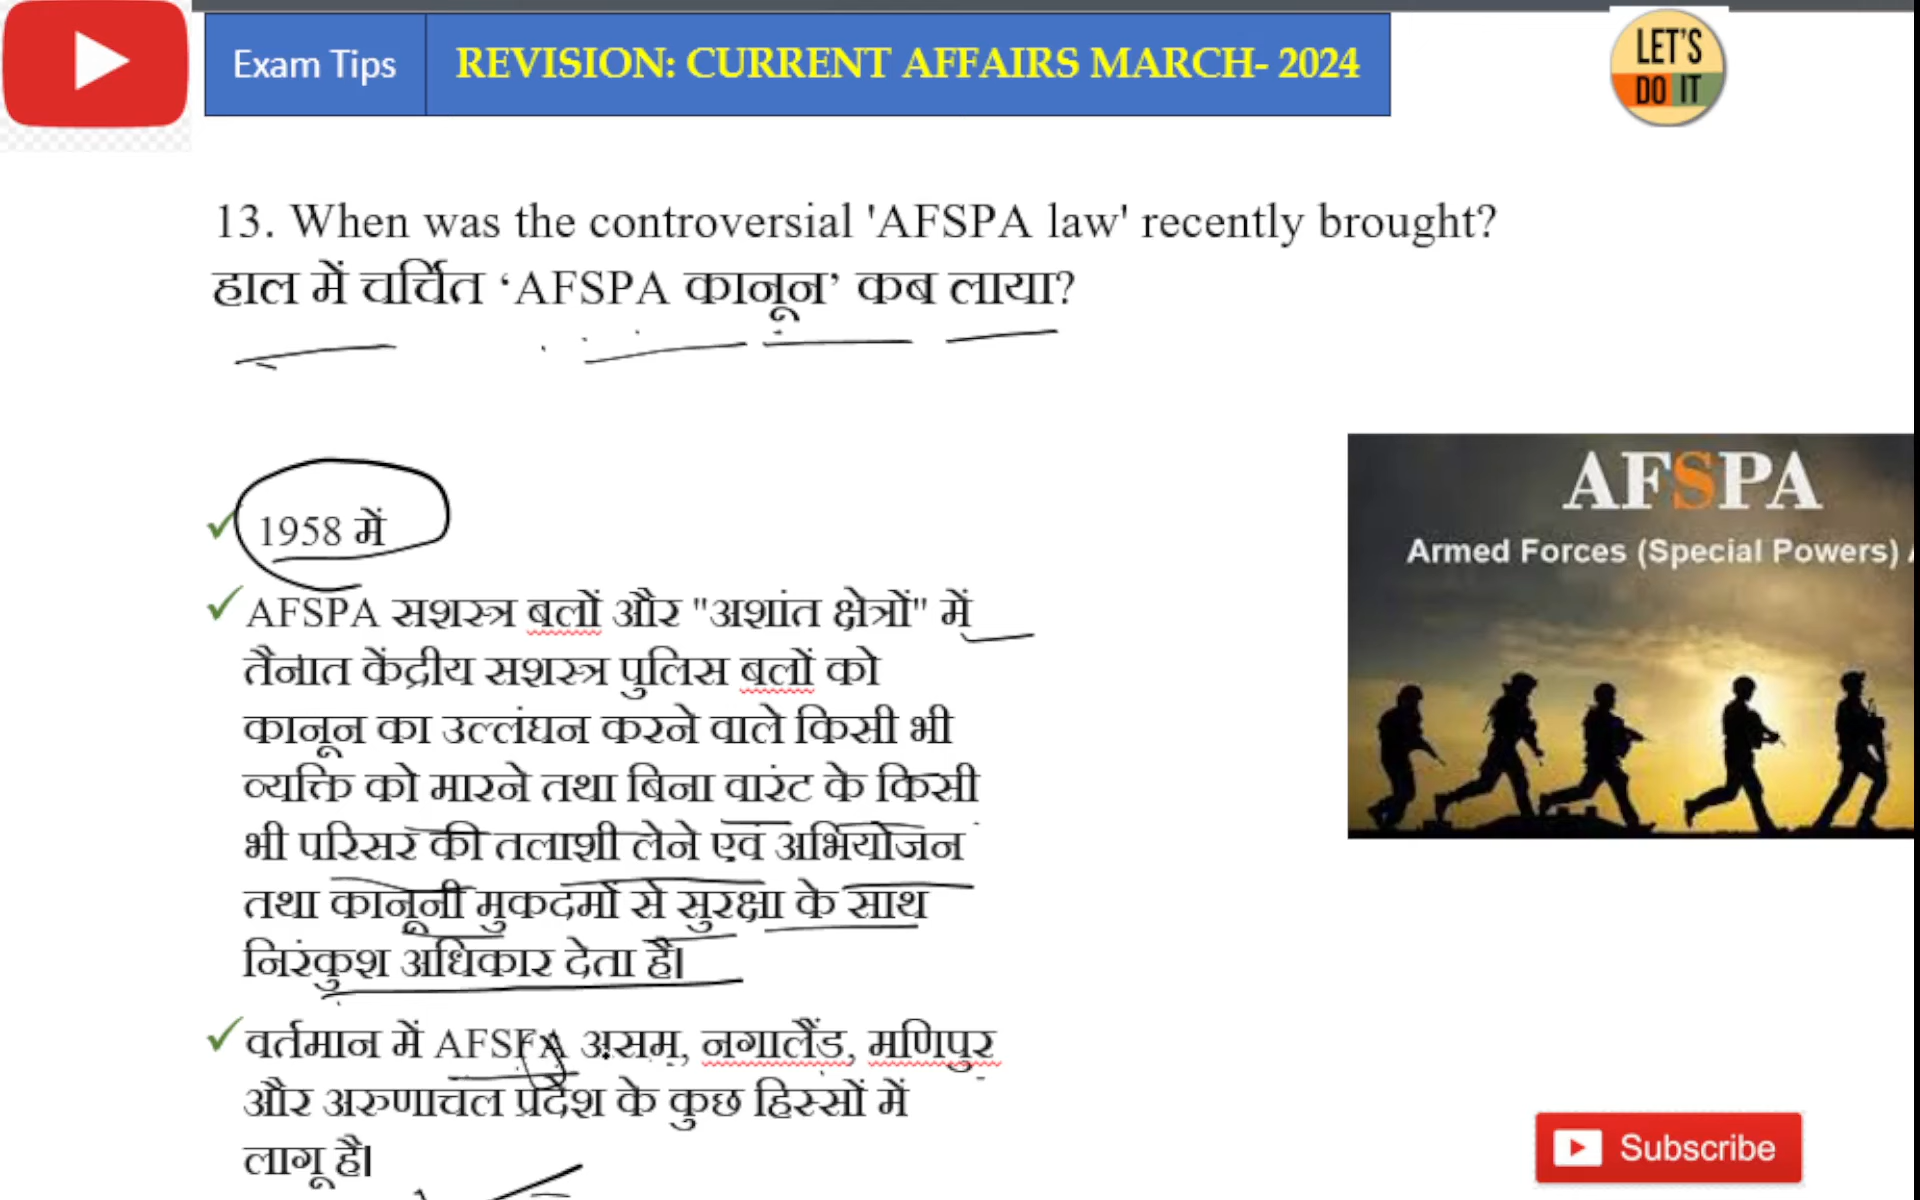 Exam Tips
REVISION: CURRENT AFFAIRS MARCH- 2024
LET'S
DO IT
13. When was the controversial 'AFSPA law' recently brought?
हाल में चर्चित ‘AFSPA कानून’ कब लाया?
1958 में
AFSPA सशस्त्र बलों और "अशांत क्षेत्रों" में
तैनात केंद्रीय सशस्त्र पुलिस बलों को
कानून का उल्लंघन करने वाले किसी भी
व्यक्ति को मारने तथा बिना वारंट के किसी
भी परिसर की तलाशी लेने एवं अभियोजन
तथा कानूनी मुकदमों से सुरक्षा के साथ
निरंकुश अधिकार देता है।
वर्तमान में AFSPA असम, नगालैंड, मणिपुर
और अरुणाचल प्रदेश के कुछ हिस्सों में
लागू है।
AFSPA
Armed Forces (Special Powers)
Subscribe